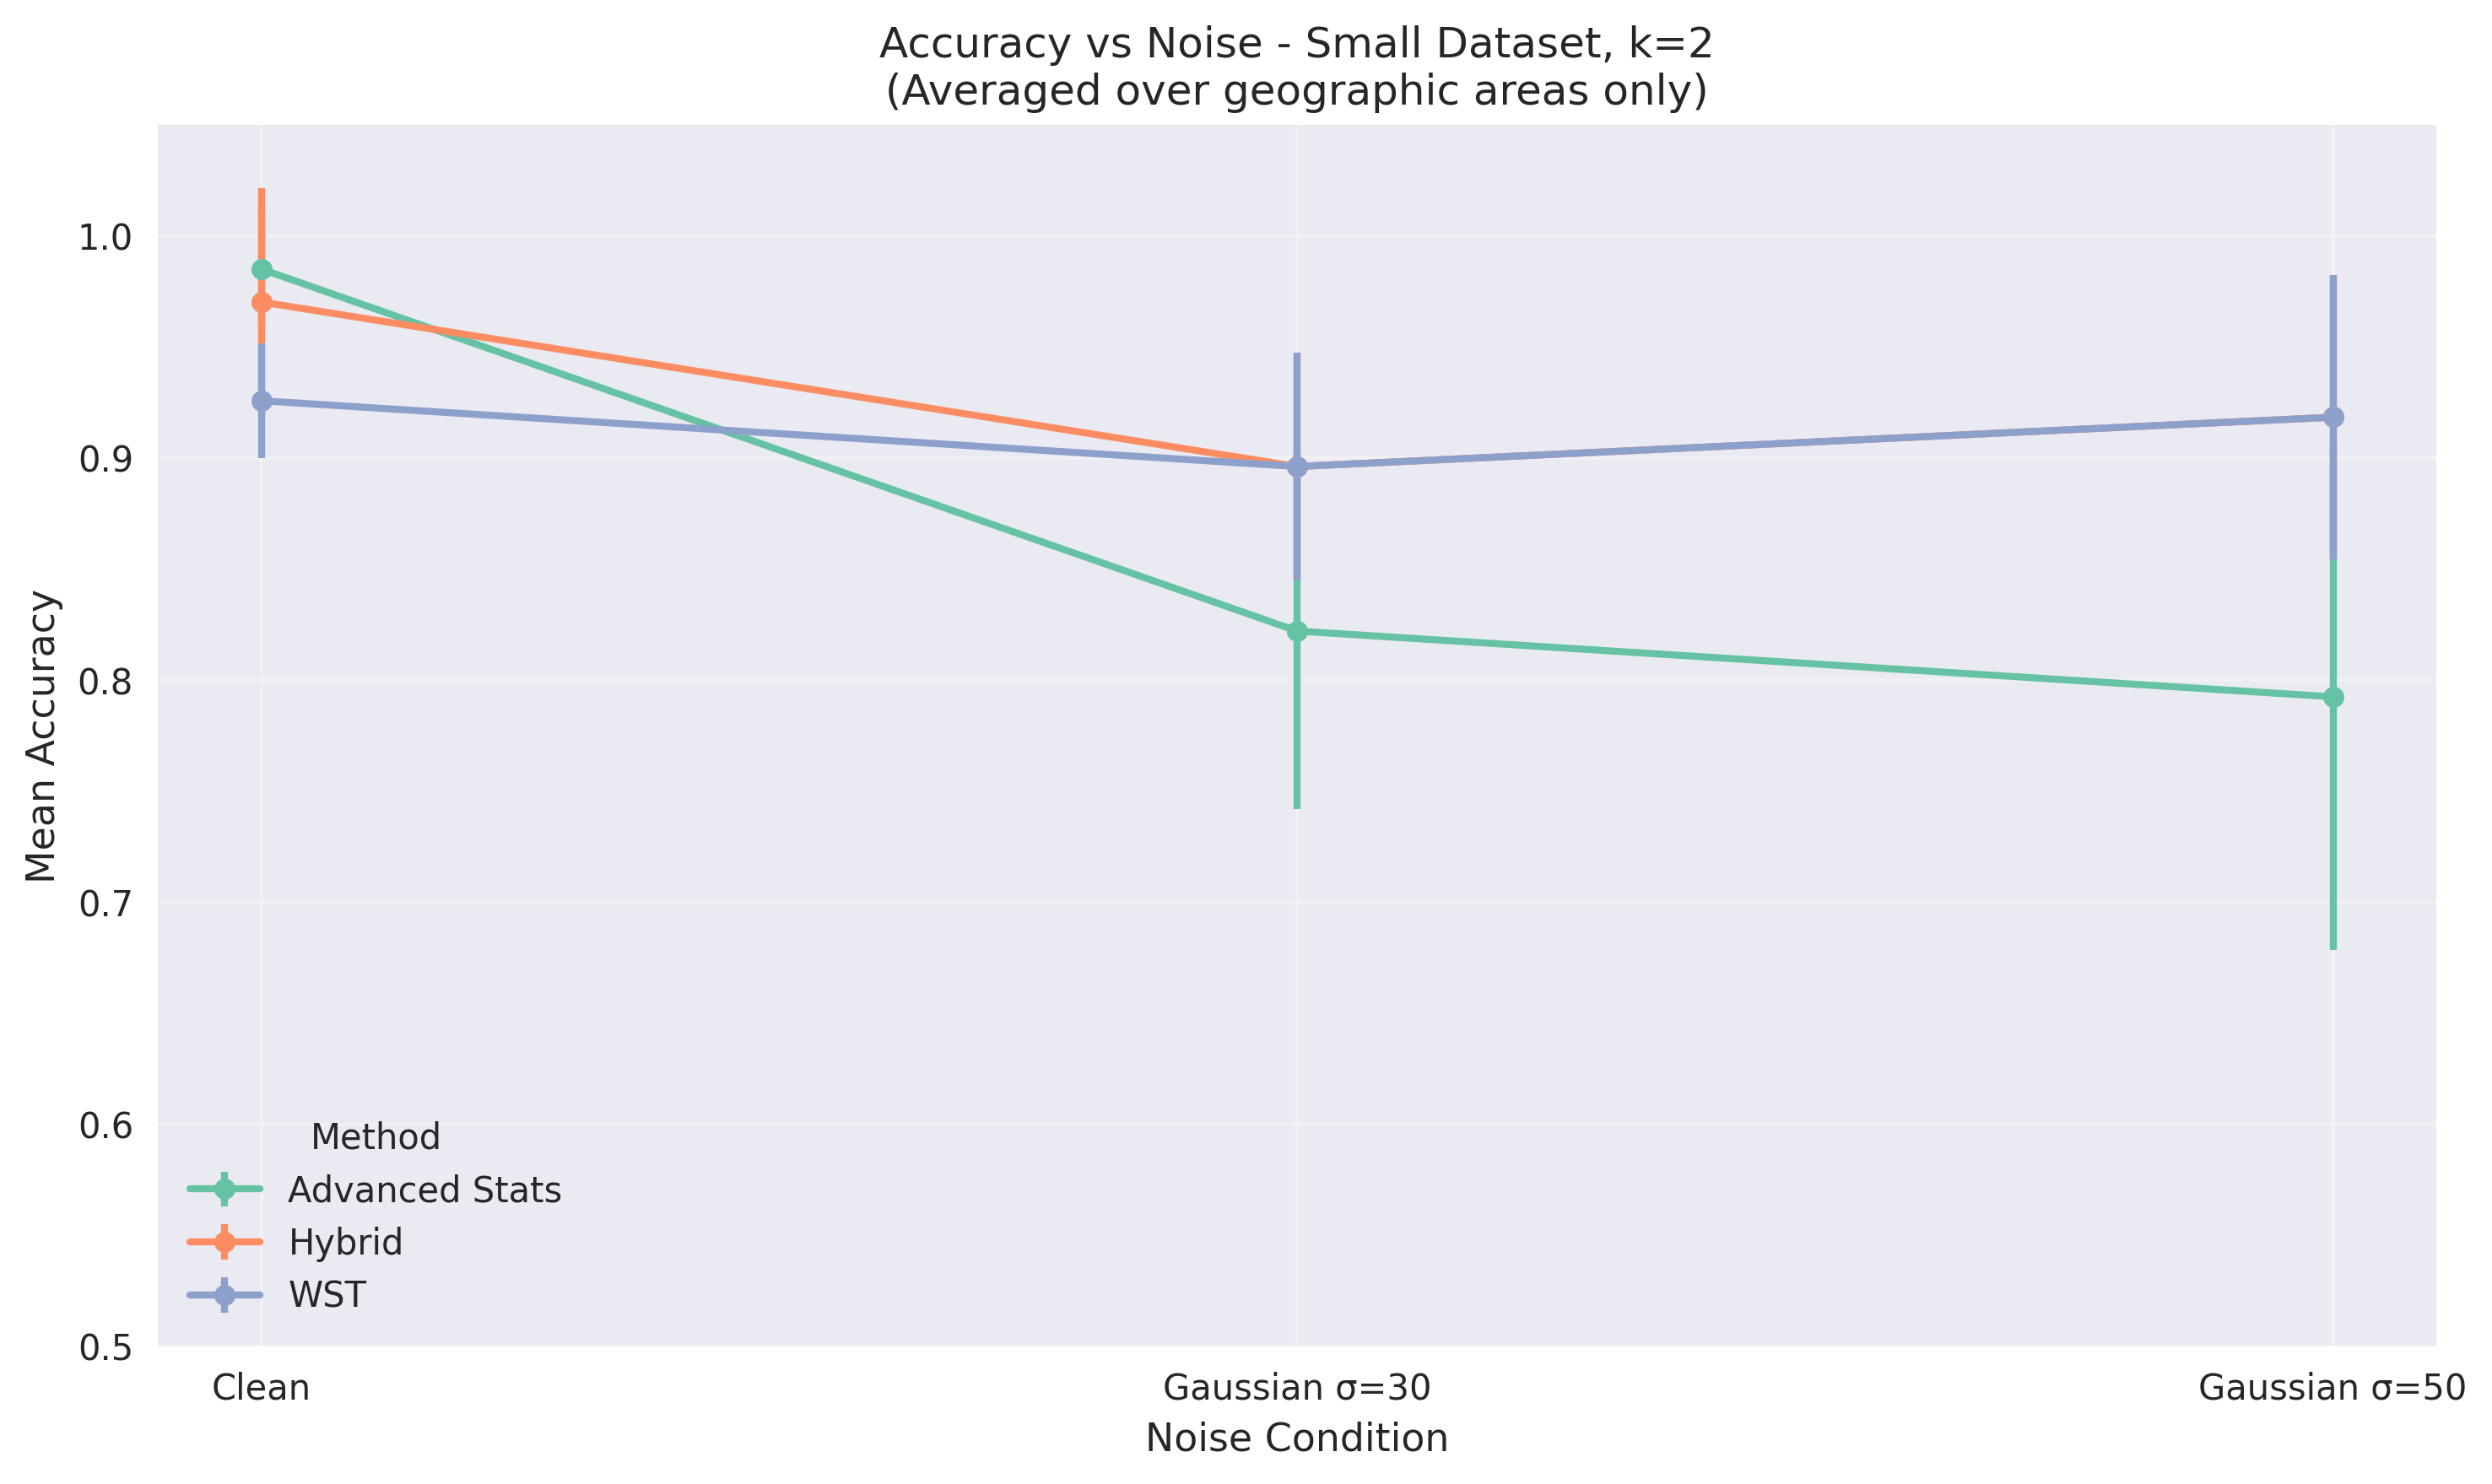 Accuracy vs Noise - Small Dataset, k=2
(Averaged over geographic areas only)
Mean Accuracy
1.0
0.9
0.8
0.7
0.6
0.5
Method
Advanced Stats
Hybrid
WST
Clean
Gaussian σ=30
Gaussian σ=50
Noise Condition